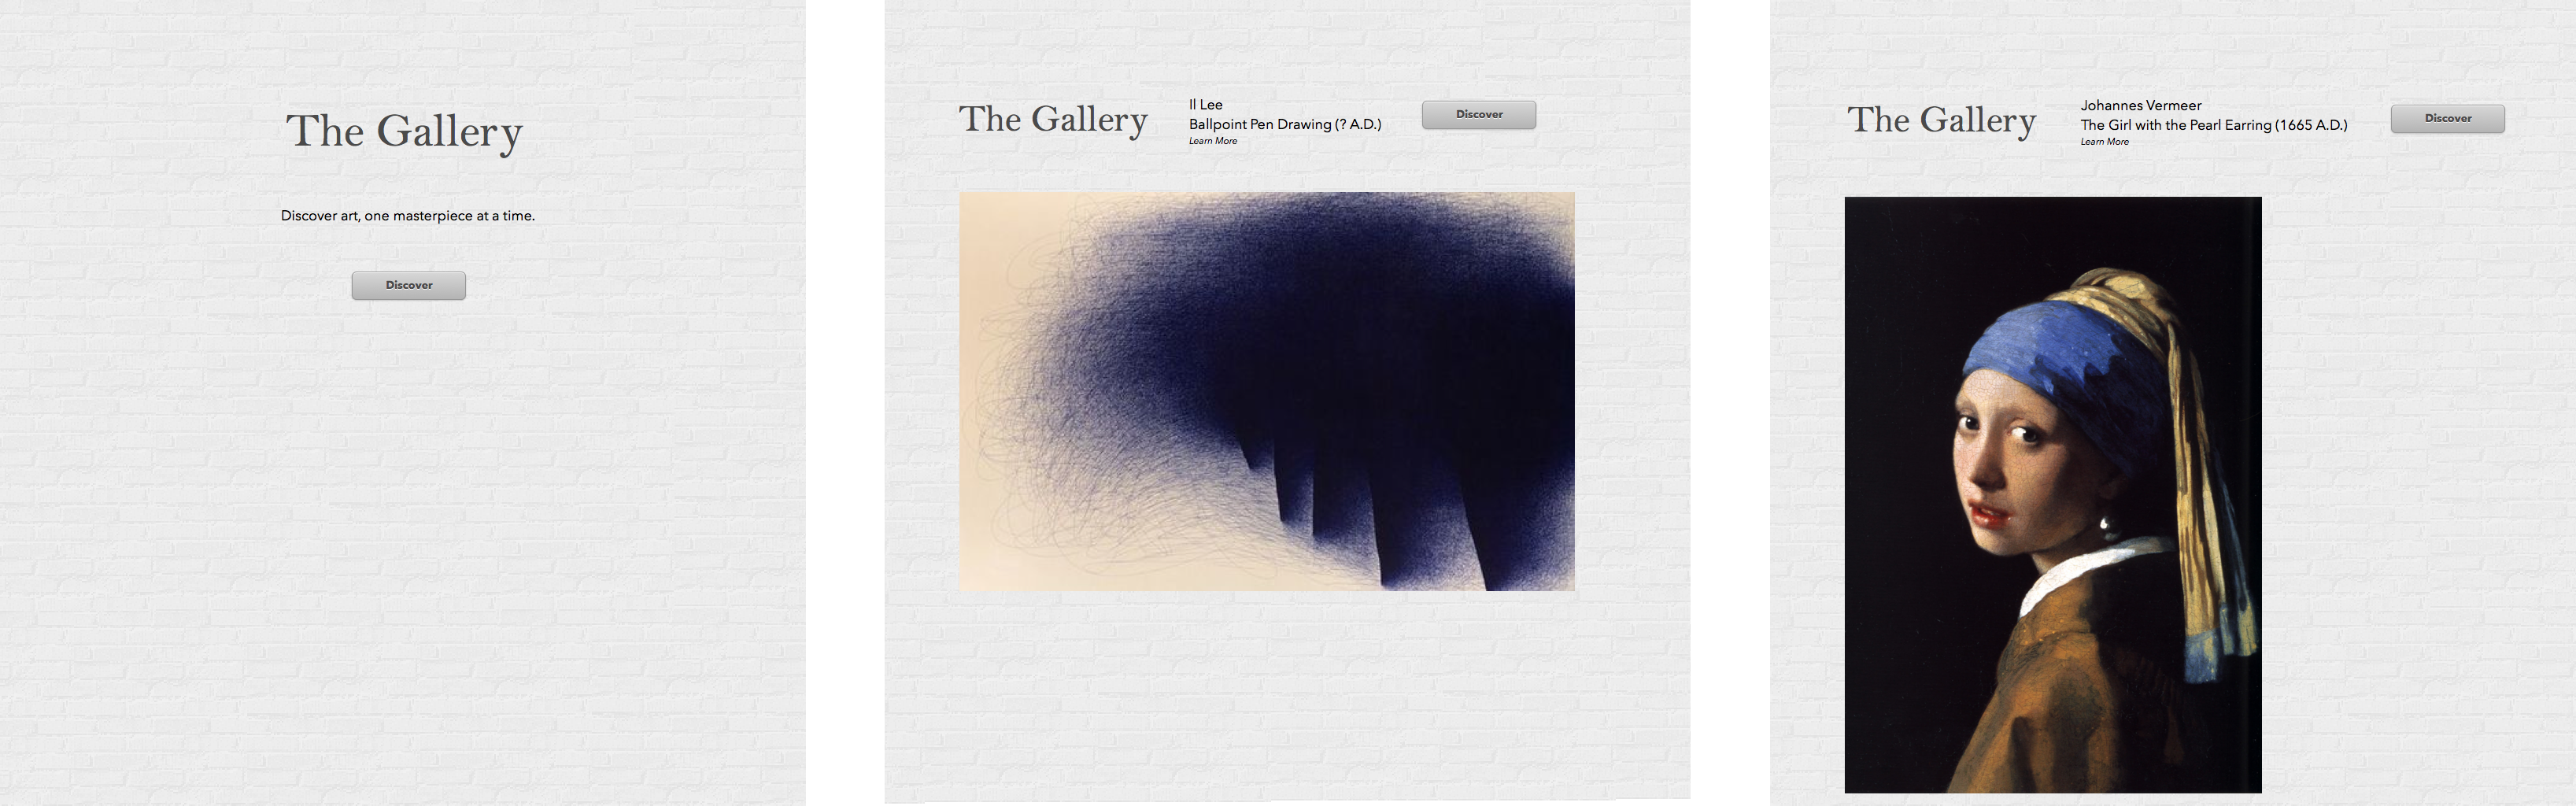 The Gallery
Discover art, one masterpiece at a time.
Discover
The Gallery
Il Lee
Ballpoint Pen Drawing (? A.D.)
Learn More
Discover
The Gallery
Johannes Vermeer
The Girl with the Pearl Earring (1665 A.D.)
Learn More
Discover